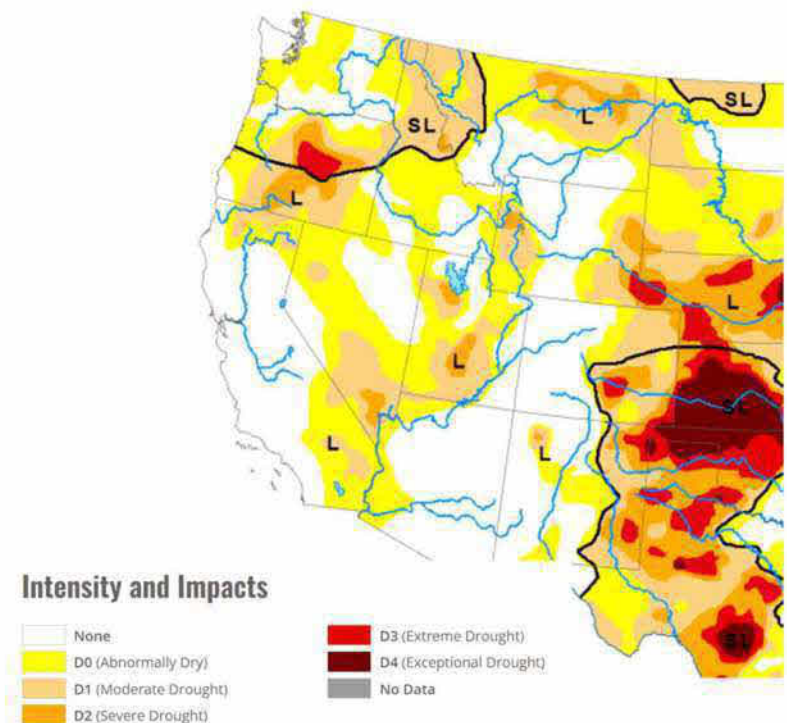 SL
L
SL
SL
L
L
L
L
L
SL
SL
Intensity and Impacts
None
D0 (Abnormally Dry)
D1 (Moderate Drought)
D2 (Severe Drought)
D3 (Extreme Drought)
D4 (Exceptional Drought)
No Data